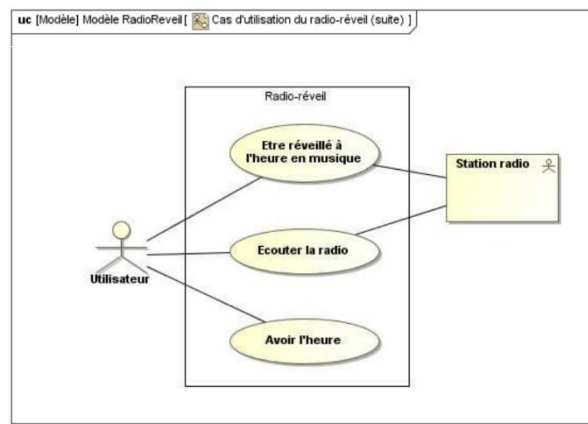 uc [Modèle] Modèle RadioReveil [ Cas d'utilisation du radio-réveil (suite) ]
Radio-réveil
Etre réveillé à
l'heure en musique
Station radio
Ecouter la radio
Utilisateur
Avoir l'heure